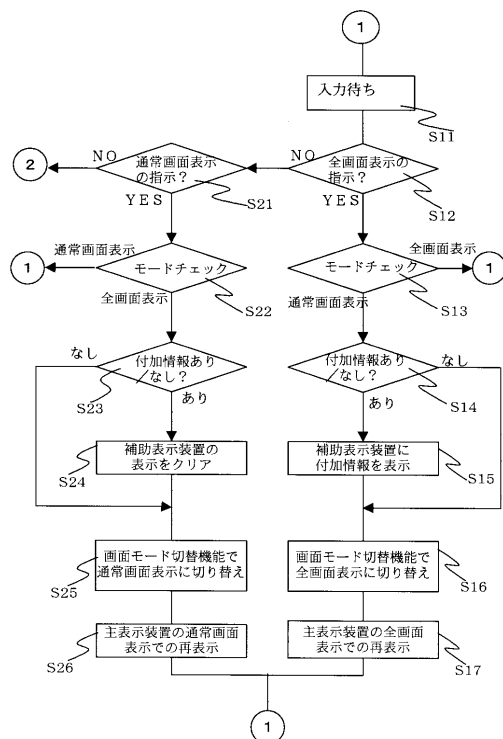 1
入力待ち
S11
全画面表示の
指示？
S12
NO
YES
通常画面表示
の指示？
S21
NO
2
YES
モードチェック
S22
通常画面表示
1
全画面表示
モードチェック
S13
全画面表示
1
通常画面表示
付加情報あり
/なし？
S23
なし
あり
付加情報あり
/なし？
S14
なし
あり
補助表示装置の
表示をクリア
S24
補助表示装置に
付加情報を表示
S15
画面モード切替機能で
通常画面表示に切り替え
S25
画面モード切替機能で
全画面表示に切り替え
S16
主表示装置の通常画面
表示での再表示
S26
主表示装置の全画面
表示での再表示
S17
1